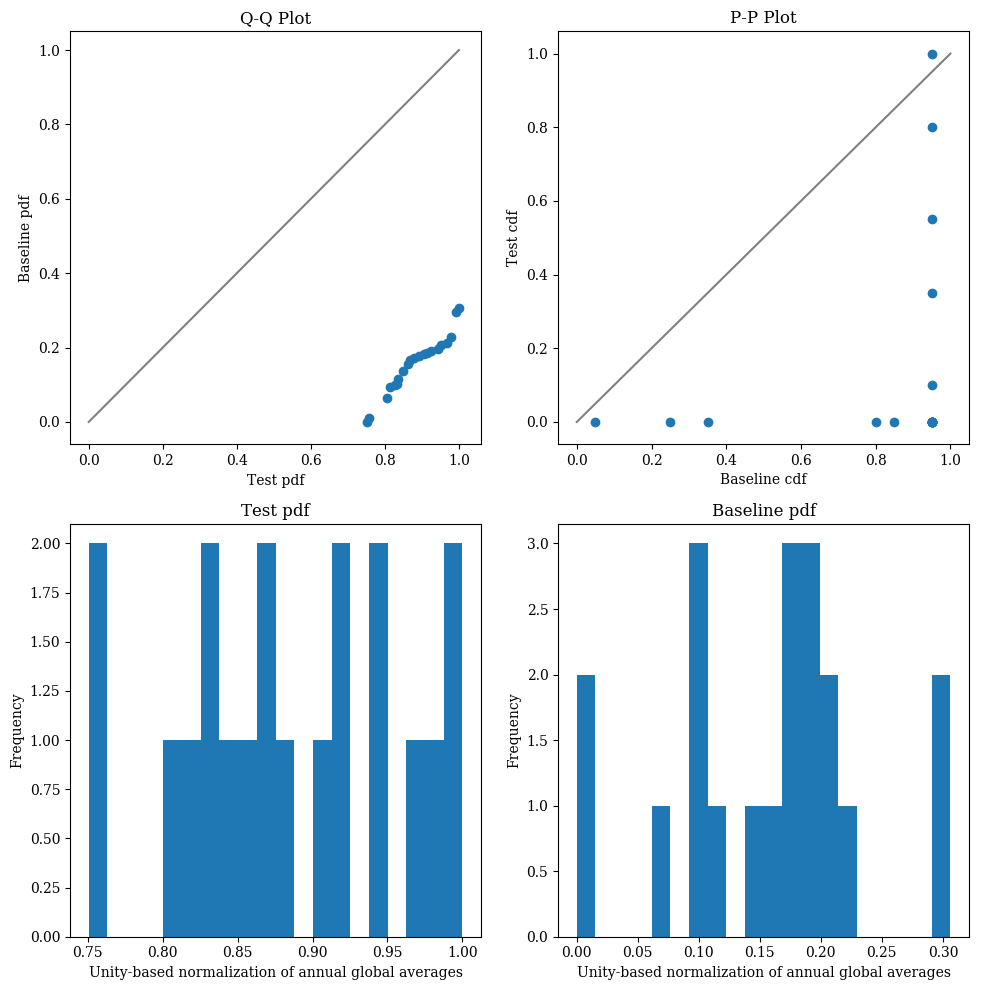 Q-Q Plot
1.0
0.8
0.6
0.4
0.2
0.0
Baseline pdf
0.0 0.2 0.4 0.6 0.8 1.0
Test pdf
P-P Plot
1.0
0.8
0.6
0.4
0.2
0.0
Test cdf
0.0 0.2 0.4 0.6 0.8 1.0
Baseline cdf
Test pdf
2.00
1.75
1.50
1.25
1.00
0.75
0.50
0.25
0.00
Frequency
0.75 0.80 0.85 0.90 0.95 1.00
Unity-based normalization of annual global averages
Baseline pdf
3.0
2.5
2.0
1.5
1.0
0.5
0.0
Frequency
0.00 0.05 0.10 0.15 0.20 0.25 0.30
Unity-based normalization of annual global averages